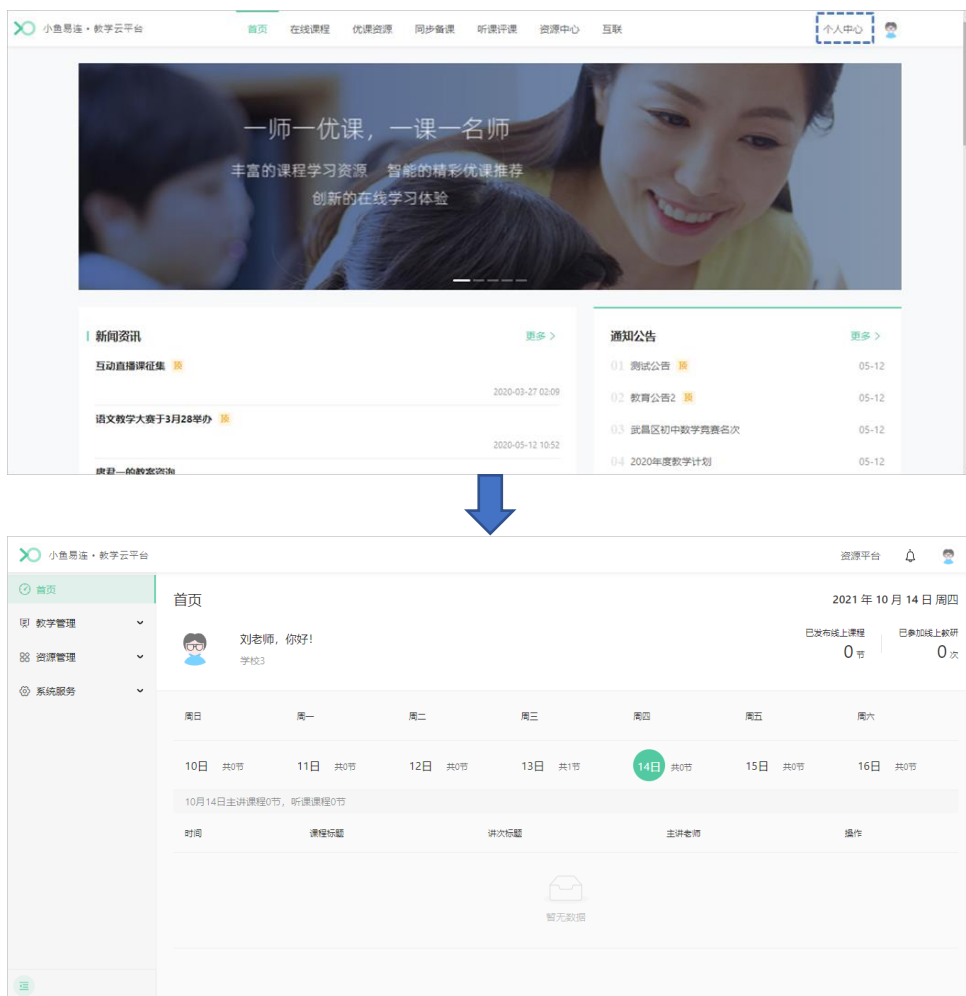 小鱼易连·教学云平台 首页 在线课程 优课资源 同步备课 听课评课 资源中心 互联 个人中心
一师一优课，一课一名师
丰富的课程学习资源 智能的精彩优课推荐
创新的在线学习体验
新闻资讯 更多 >
互动直播课征集 顶
2020-03-27 02:09
语文教学大赛于3月28举办 顶
2020-05-12 10:52
唐君一的教案咨询
通知公告 更多 >
01 测试公告 顶 05-12
02 教育公告2 顶 05-12
03 武昌区初中数学竞赛名次 05-12
04 2020年度教学计划 05-12
小鱼易连·教学云平台 资源平台
首页
教学管理
资源管理
系统服务
首页 2021 年 10 月 14 日 周四
刘老师，你好！
学校3
已发布线上课程 已参加线上教研
0 节 0 次
周日 周一 周二 周三 周四 周五 周六
10日 共0节 11日 共0节 12日 共0节 13日 共1节 14日 共0节 15日 共0节 16日 共0节
10月14日主讲课程0节，听课课程0节
时间 课程标题 讲次标题 主讲老师 操作
暂无数据